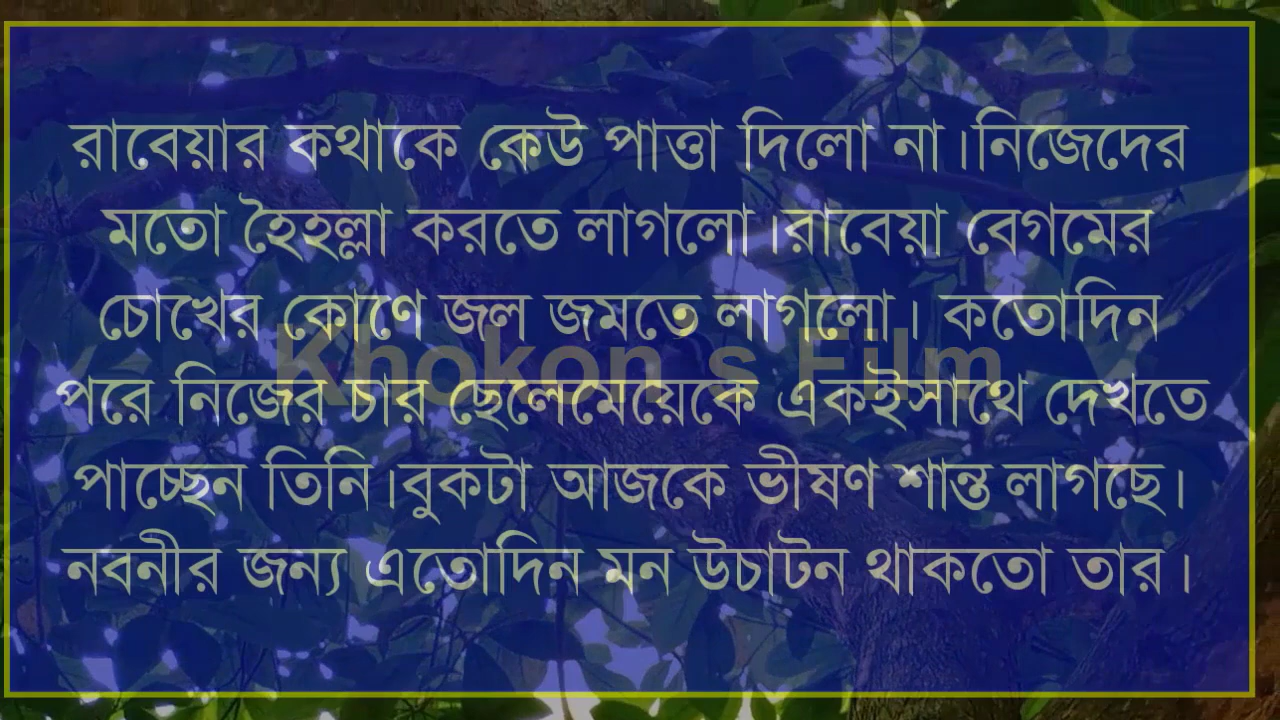 রাবেয়ার কথাকে কেউ পাত্তা দিলো না।নিজেদের
মতো হৈহল্লা করতে লাগলো।রাবেয়া বেগমের
চোখের কোণে জল জমতে লাগলো। কতোদিন
Khokon,s Film
পরে নিজের চার ছেলেমেয়েকে একইসাথে দেখতে
পাচ্ছেন তিনি।বুকটা আজকে ভীষণ শান্ত লাগছে।
নবনীর জন্য এতোদিন মন উচাটন থাকতো তার।